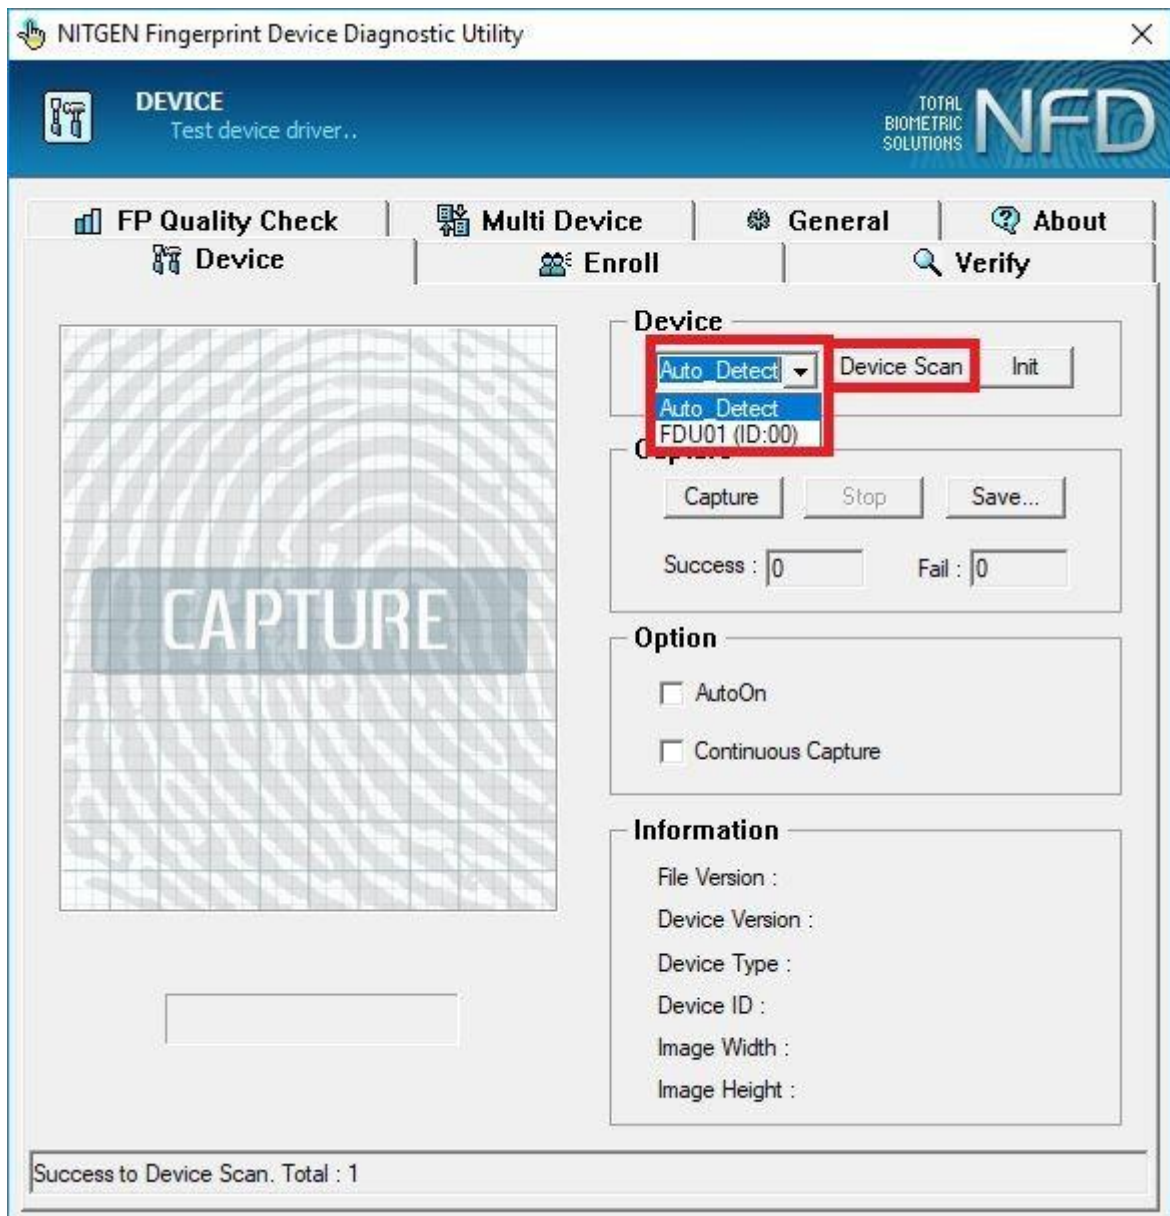 NITGEN Fingerprint Device Diagnostic Utility
DEVICE
Test device driver..
TOTAL
BIOMETRIC
SOLUTIONS
NFD
FP Quality Check
Multi Device
General
About
Device
Enroll
Verify
CAPTURE
Device
Auto_Detect
Device Scan
Init
Auto_Detect
FDU01 (ID:00)
Capture
Capture
Stop
Save...
Success : 0
Fail : 0
Option
AutoOn
Continuous Capture
Information
File Version :
Device Version :
Device Type :
Device ID :
Image Width :
Image Height :
Success to Device Scan. Total : 1